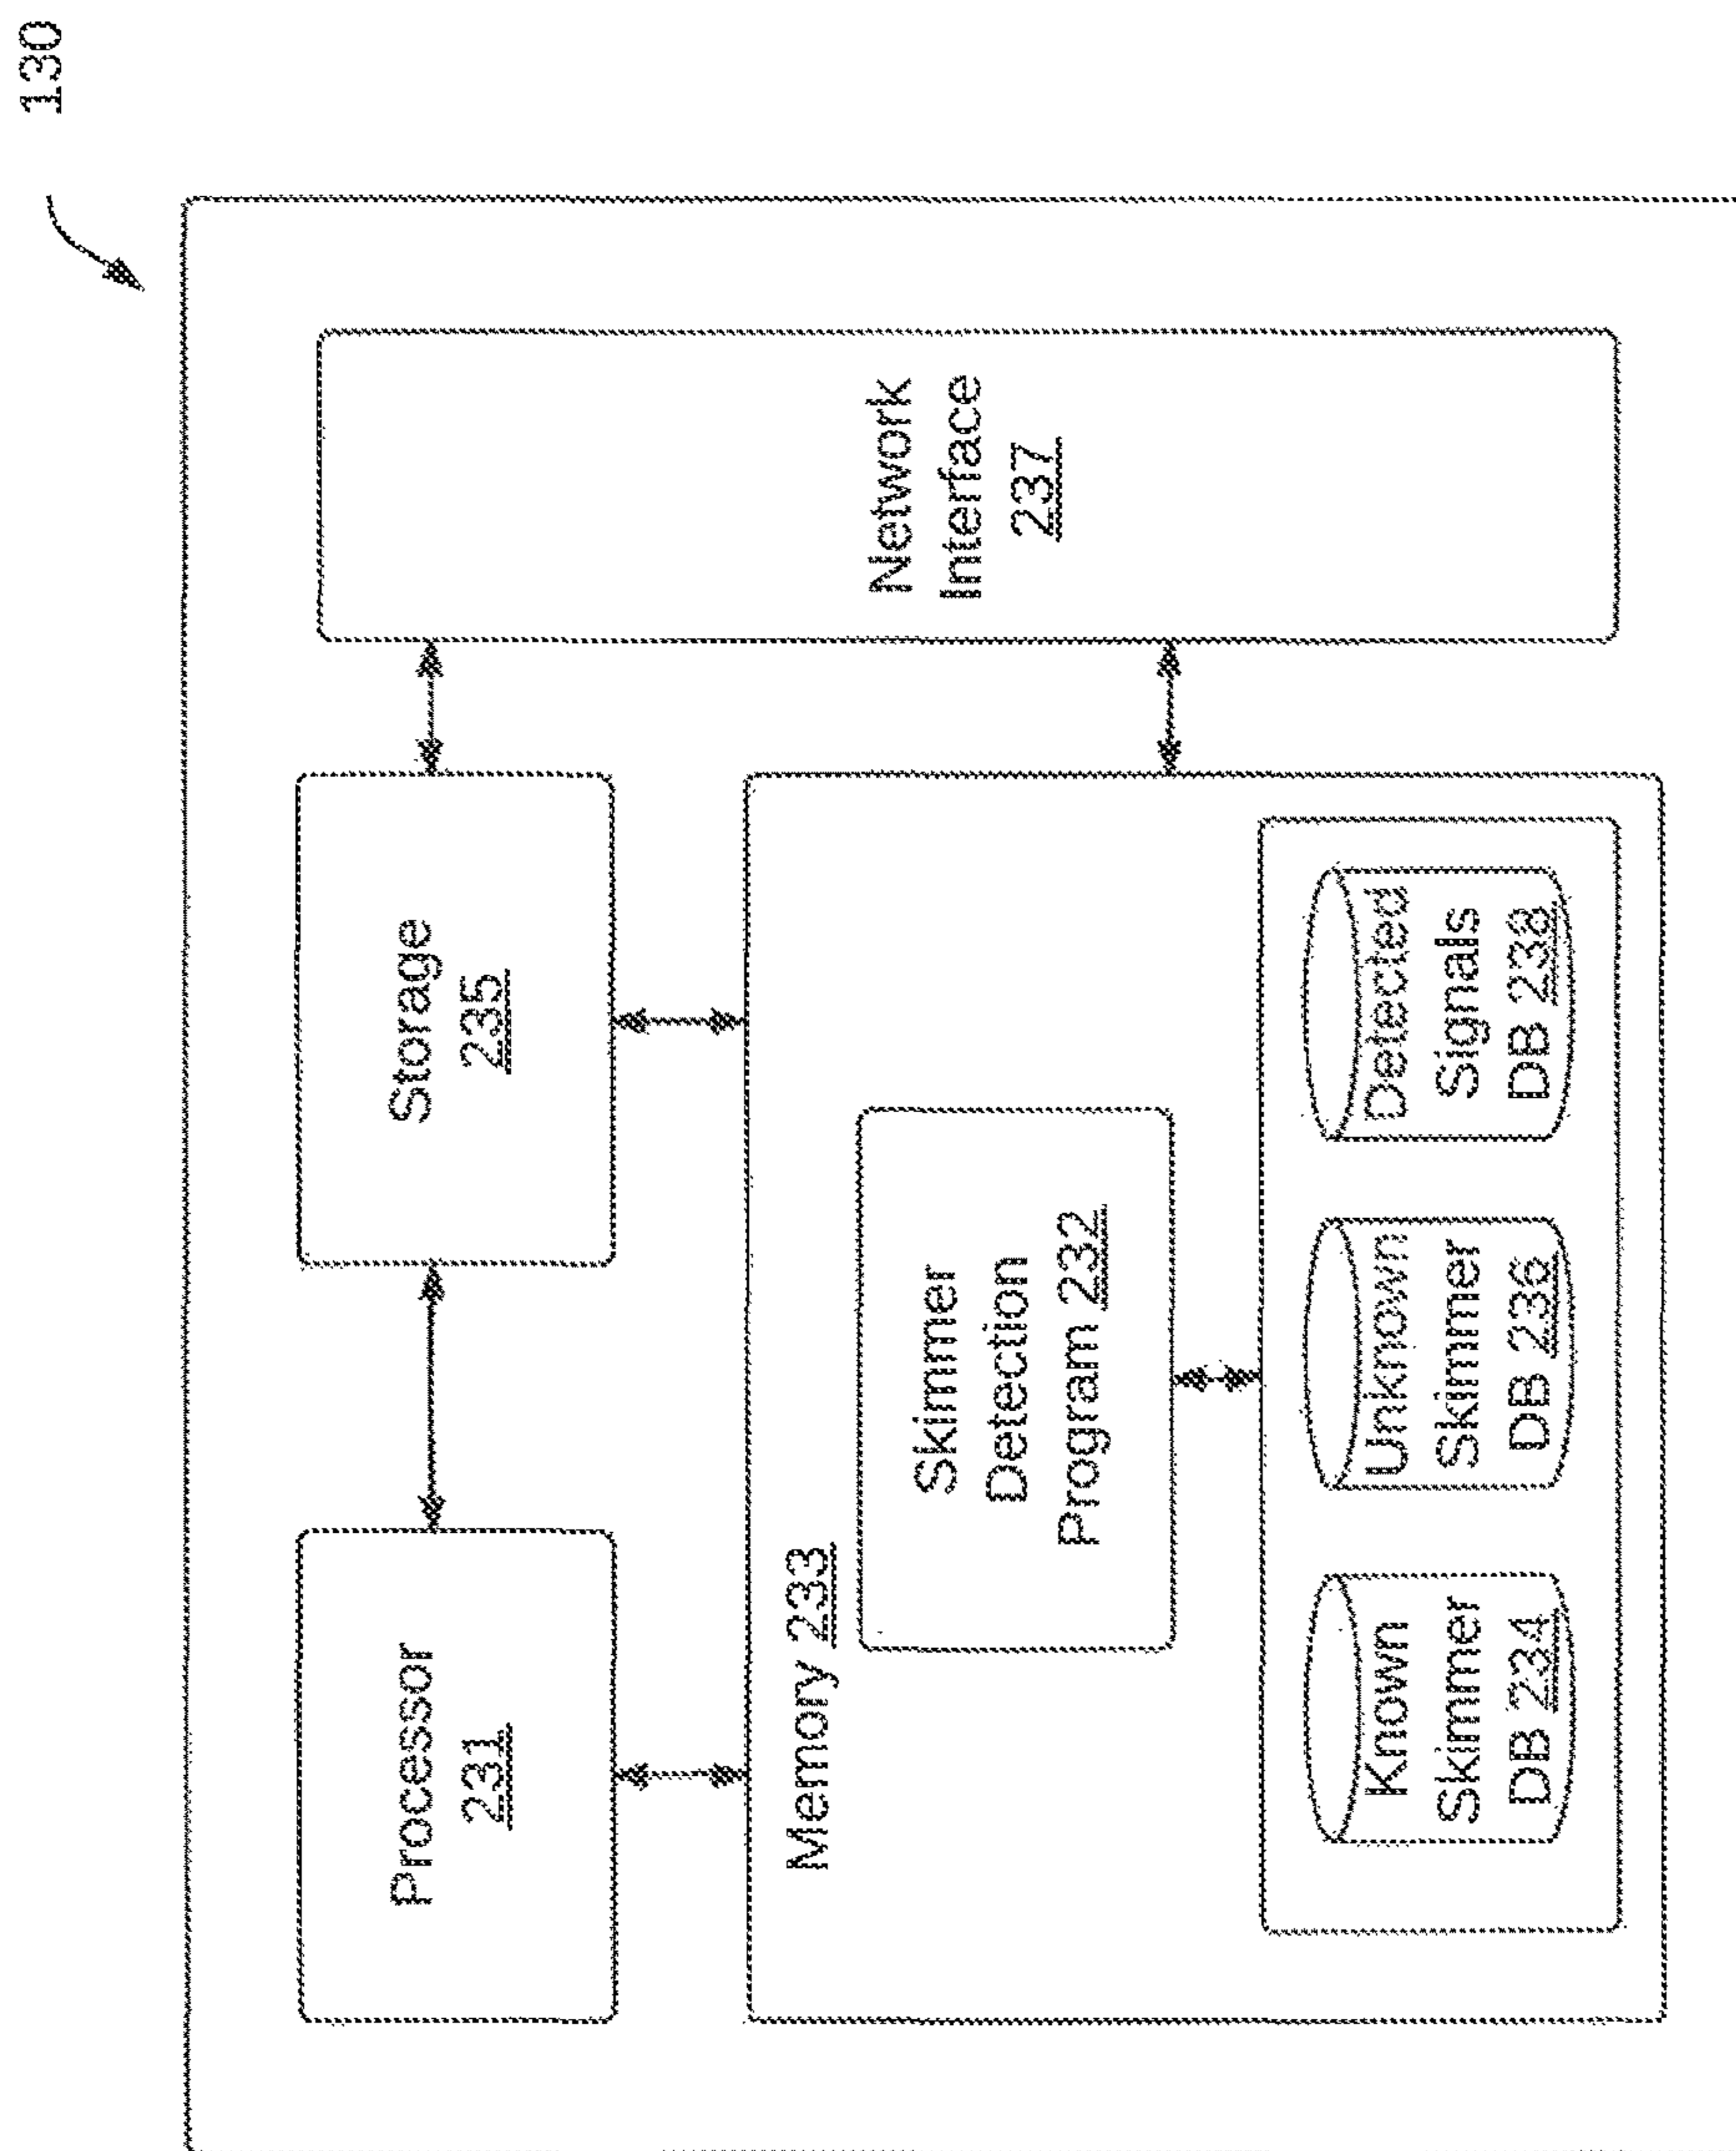 130
Processor
231
Storage
235
Network
Interface
237
Memory 233
Skimmer
Detection
Program 232
Known
Skimmer
DB 234
Unknown
Skimmer
DB 236
Detected
Signals
DB 238